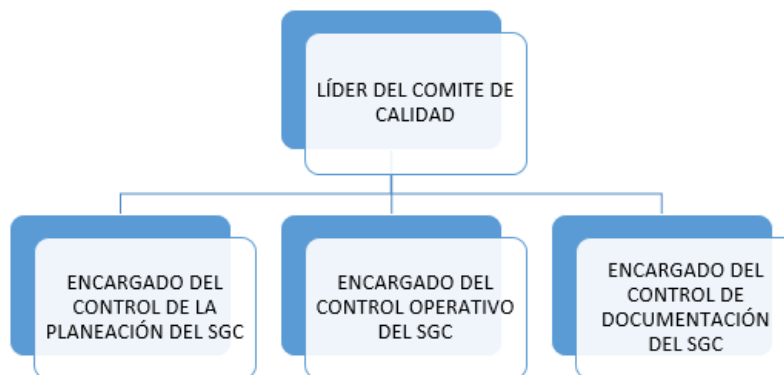 LÍDER DEL COMITE DE
CALIDAD
ENCARGADO DEL
CONTROL DE LA
PLANEACIÓN DEL SGC
ENCARGADO DEL
CONTROL OPERATIVO
DEL SGC
ENCARGADO DEL
CONTROL DE
DOCUMENTACIÓN
DEL SGC